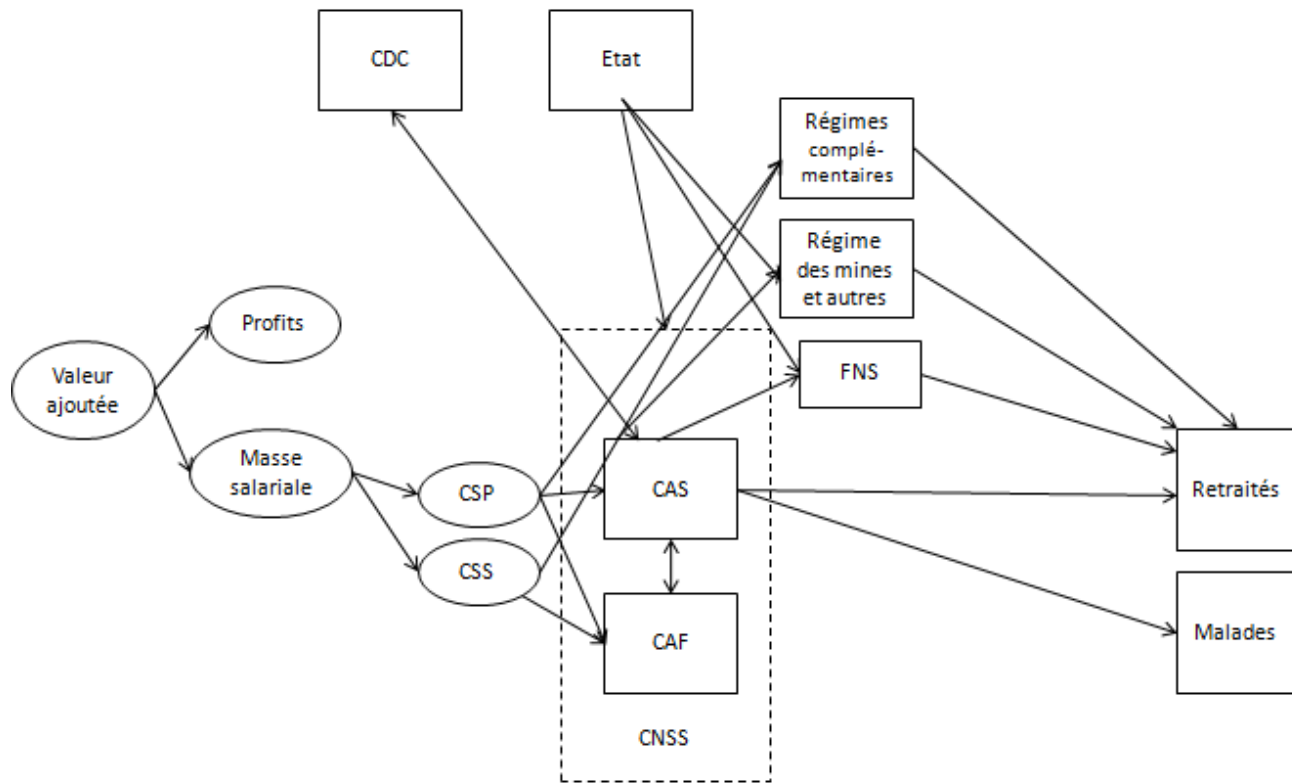 CDC
Etat
Régimes
complé-
mentaires
Régime
des mines
et autres
Profits
Valeur
ajoutée
FNS
Masse
salariale
CSP
CAS
Retraités
CSS
CAF
Malades
CNSS